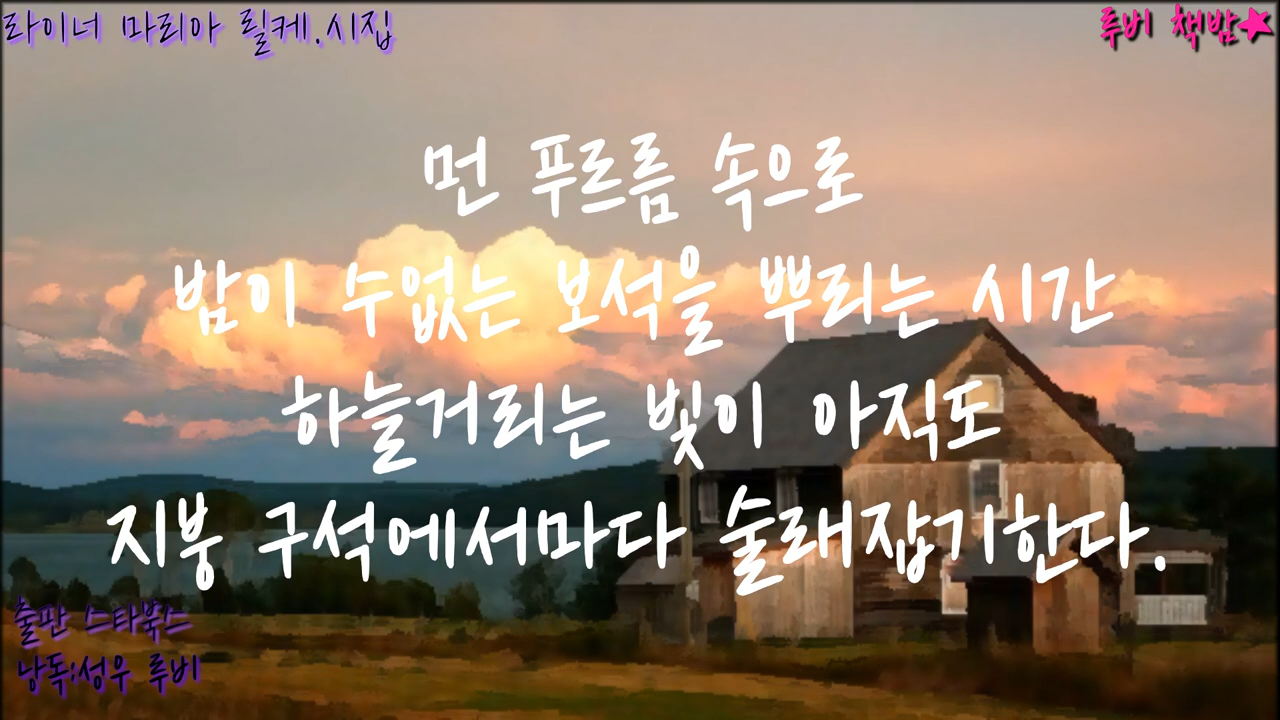 라이너 마리아 릴케.시집
루비 책밤★
먼 푸르름 속으로
밤이 수없는 보석을 뿌리는 시간
하늘거리는 빛이 아직도
지붕 구석에서마다 술래잡기한다.
출판 스타북스
낭독:성우 루비